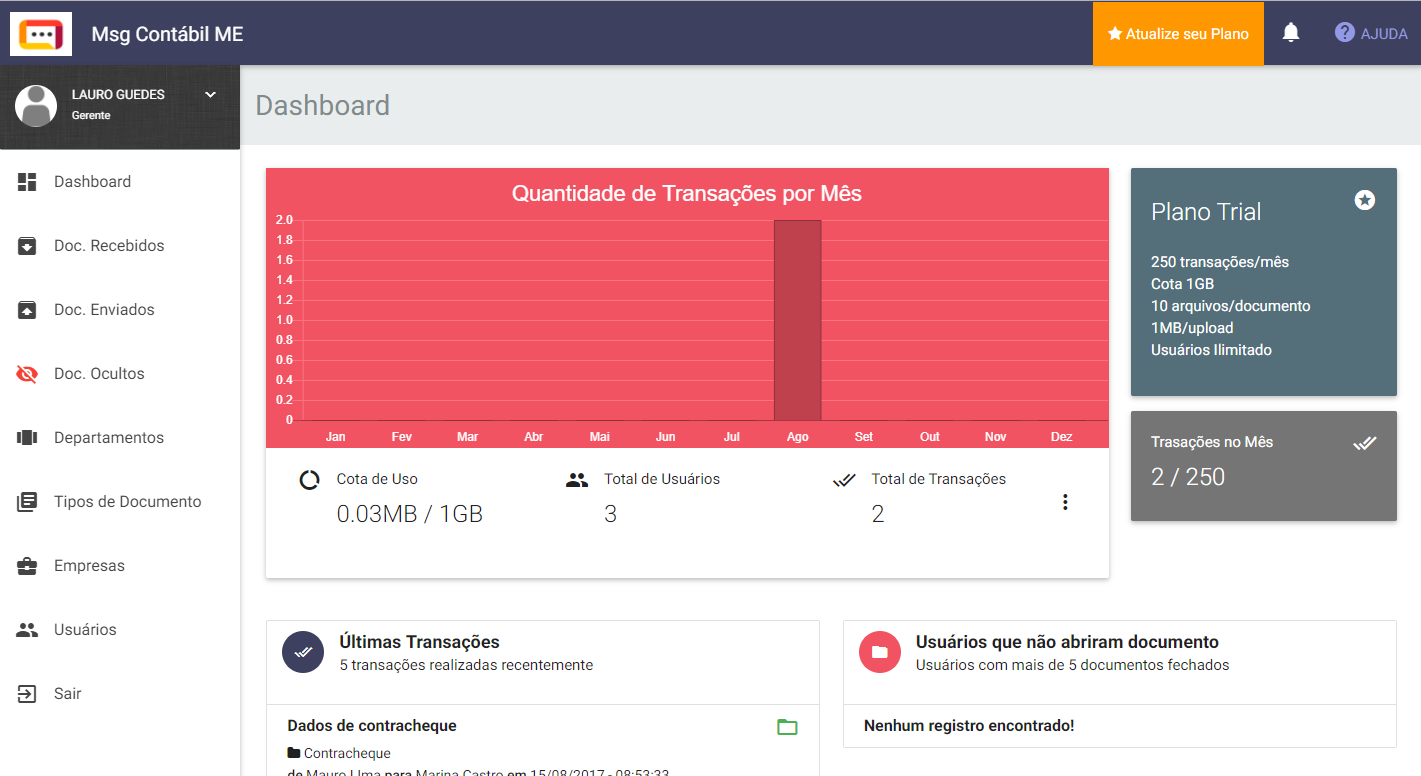 Msg Contábil ME
Atualize seu Plano
AJUDA
LAURO GUEDES
Gerente
Dashboard
Dashboard
Doc. Recebidos
Doc. Enviados
Doc. Ocultos
Departamentos
Tipos de Documento
Empresas
Usuários
Sair
Quantidade de Transações por Mês
2.0
1.8
1.6
1.4
1.2
1.0
0.8
0.6
0.4
0.2
0
Jan Fev Mar Abr Mai Jun Jul Ago Set Out Nov Dez
Cota de Uso
0.03MB / 1GB
Total de Usuários
3
Total de Transações
2
Plano Trial
250 transações/mês
Cota 1GB
10 arquivos/documento
1MB/upload
Usuários Ilimitado
Trasações no Mês
2 / 250
Últimas Transações
5 transações realizadas recentemente
Dados de contracheque
Contracheque
de Mauro Lima para Marina Castro em 15/08/2017 - 08:53:33
Usuários que não abriram documento
Usuários com mais de 5 documentos fechados
Nenhum registro encontrado!